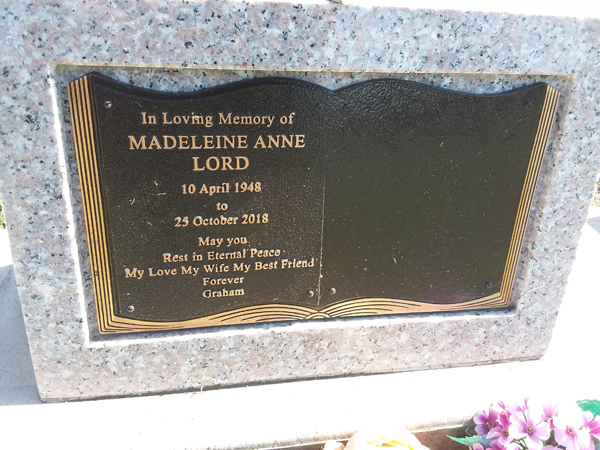 In Loving Memory of
MADELEINE ANNE
LORD
10 April 1948
to
25 October 2018
May you
Rest in Eternal Peace
My Love My Wife My Best Friend
Forever
Graham